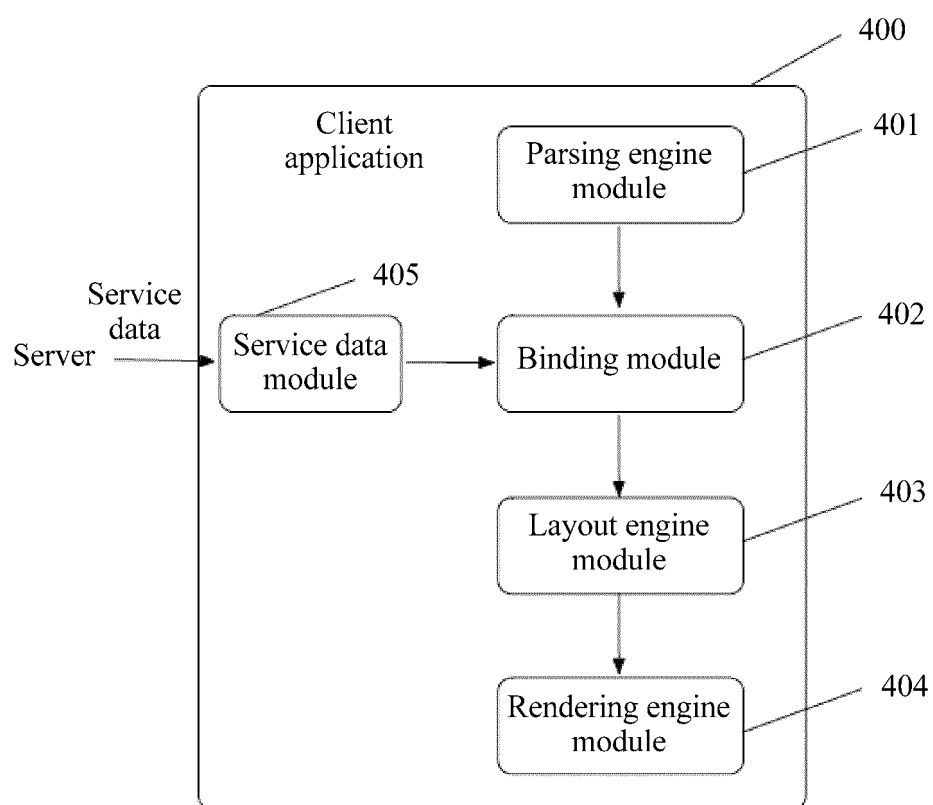 400
Client
application
Parsing engine
module
401
405
Service
data
Server
Service data
module
Binding module
402
Layout engine
module
403
Rendering engine
module
404